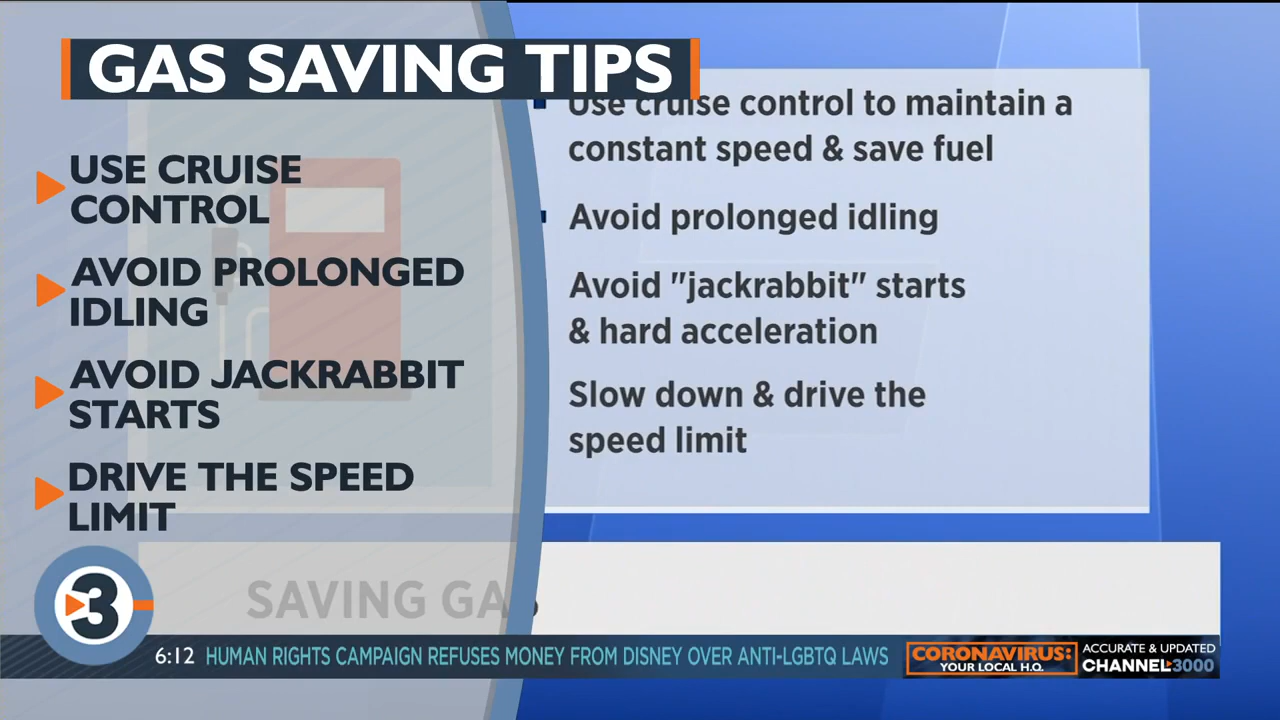 GAS SAVING TIPS
USE CRUISE
CONTROL
AVOID PROLONGED
IDLING
AVOID JACKRABBIT
STARTS
DRIVE THE SPEED
LIMIT
Use cruise control to maintain a
constant speed & save fuel
Avoid prolonged idling
Avoid "jackrabbit" starts
& hard acceleration
Slow down & drive the
speed limit
SAVING GAS
3
6:12 HUMAN RIGHTS CAMPAIGN REFUSES MONEY FROM DISNEY OVER ANTI-LGBTQ LAWS
CORONAVIRUS:
YOUR LOCAL H.Q.
ACCURATE & UPDATED
CHANNEL3000